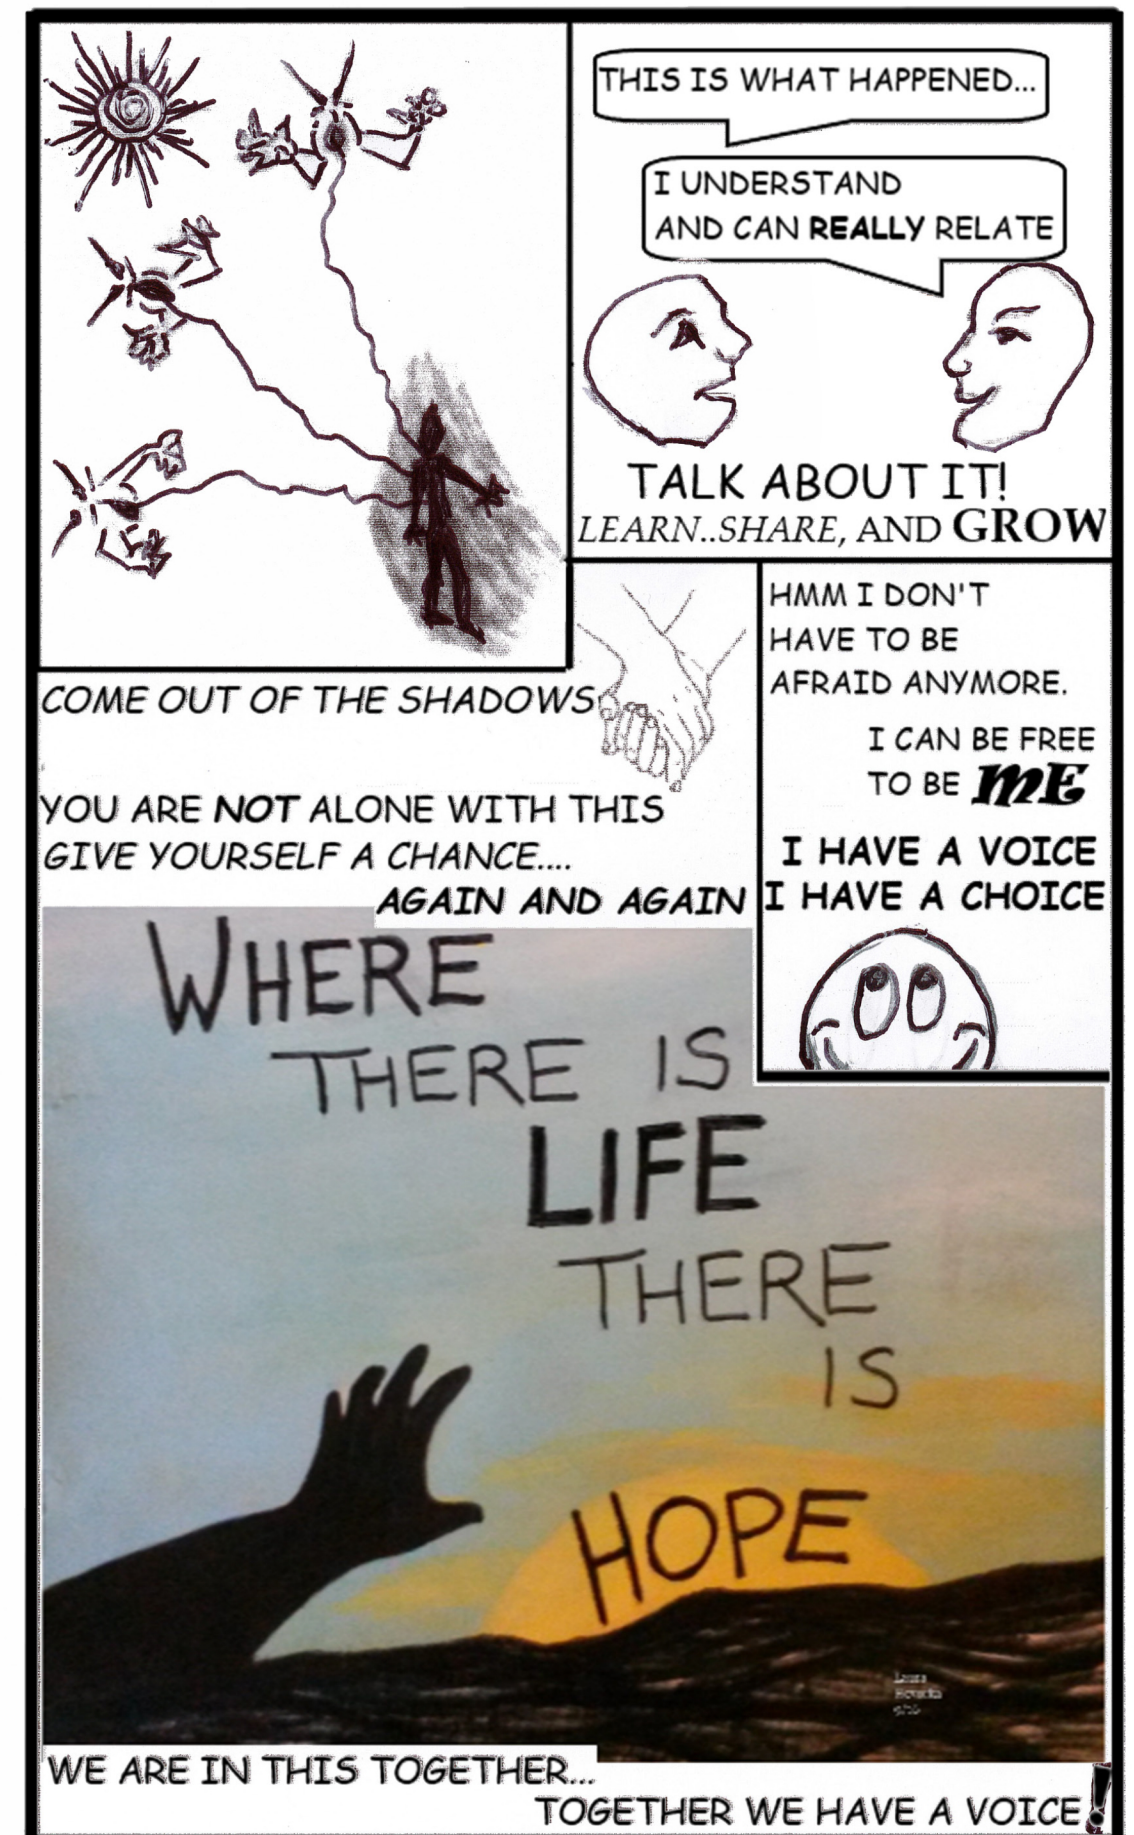 THIS IS WHAT HAPPENED...
I UNDERSTAND
AND CAN REALLY RELATE
TALK ABOUT IT!
LEARN..SHARE, AND GROW
COME OUT OF THE SHADOWS
YOU ARE NOT ALONE WITH THIS
GIVE YOURSELF A CHANCE....
AGAIN AND AGAIN
HMM I DON'T
HAVE TO BE
AFRAID ANYMORE.
I CAN BE FREE
TO BE ME
I HAVE A VOICE
I HAVE A CHOICE
WHERE
THERE IS
LIFE
THERE
IS
HOPE
Laura
WE ARE IN THIS TOGETHER...
TOGETHER WE HAVE A VOICE!